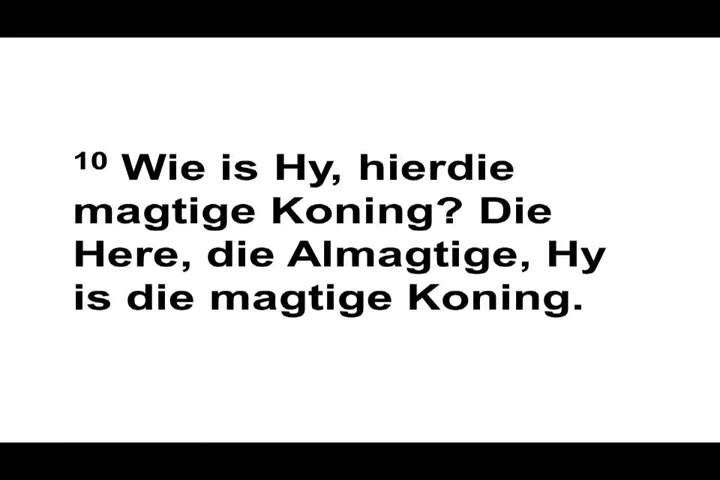 ¹⁰ Wie is Hy, hierdie
magtige Koning? Die
Here, die Almagtige, Hy
is die magtige Koning.